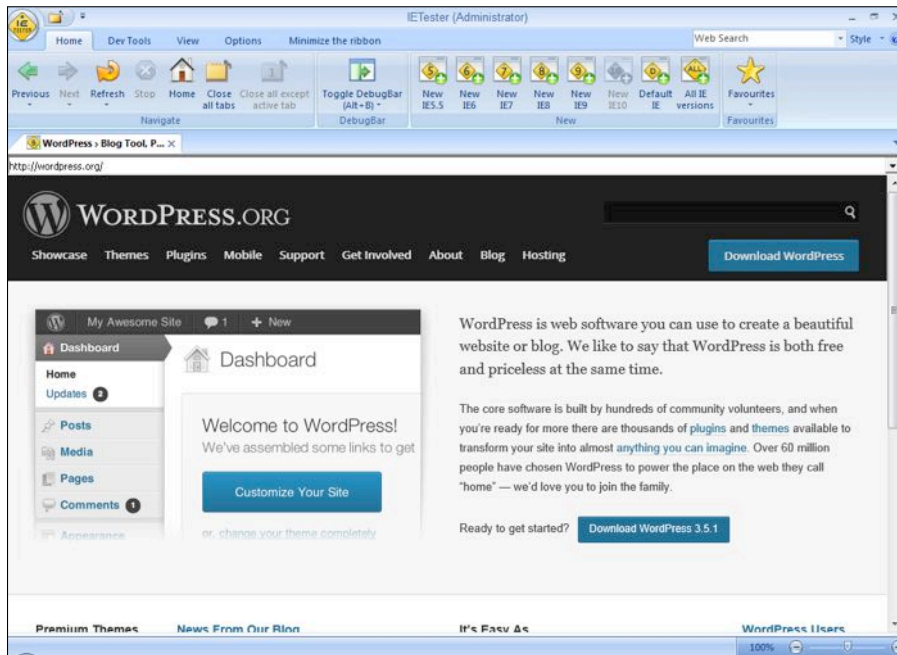 IETester (Administrator)
Home Dev Tools View Options Minimize the ribbon Web Search Style
Previous Next Refresh Stop Home Close all tabs Close all except active tab Toggle DebugBar (Alt+B) New IE5.5 New IE6 New IE7 New IE8 New IE9 New IE10 Default IE All IE versions Favourites
Navigate DebugBar New Favourites
WordPress › Blog Tool, P...
http://wordpress.org/
WORDPRESS.ORG
Showcase Themes Plugins Mobile Support Get Involved About Blog Hosting Download WordPress
My Awesome Site 1 + New
Dashboard
Home
Updates 2
Posts
Media
Pages
Comments 1
Appearance
Dashboard
Welcome to WordPress!
We've assembled some links to get
Customize Your Site
or, change your theme completely
WordPress is web software you can use to create a beautiful
website or blog. We like to say that WordPress is both free
and priceless at the same time.
The core software is built by hundreds of community volunteers, and when
you're ready for more there are thousands of plugins and themes available to
transform your site into almost anything you can imagine. Over 60 million
people have chosen WordPress to power the place on the web they call
"home" — we'd love you to join the family.
Ready to get started? Download WordPress 3.5.1
Premium Themes News From Our Blog It's Easy As WordPress Users
100%